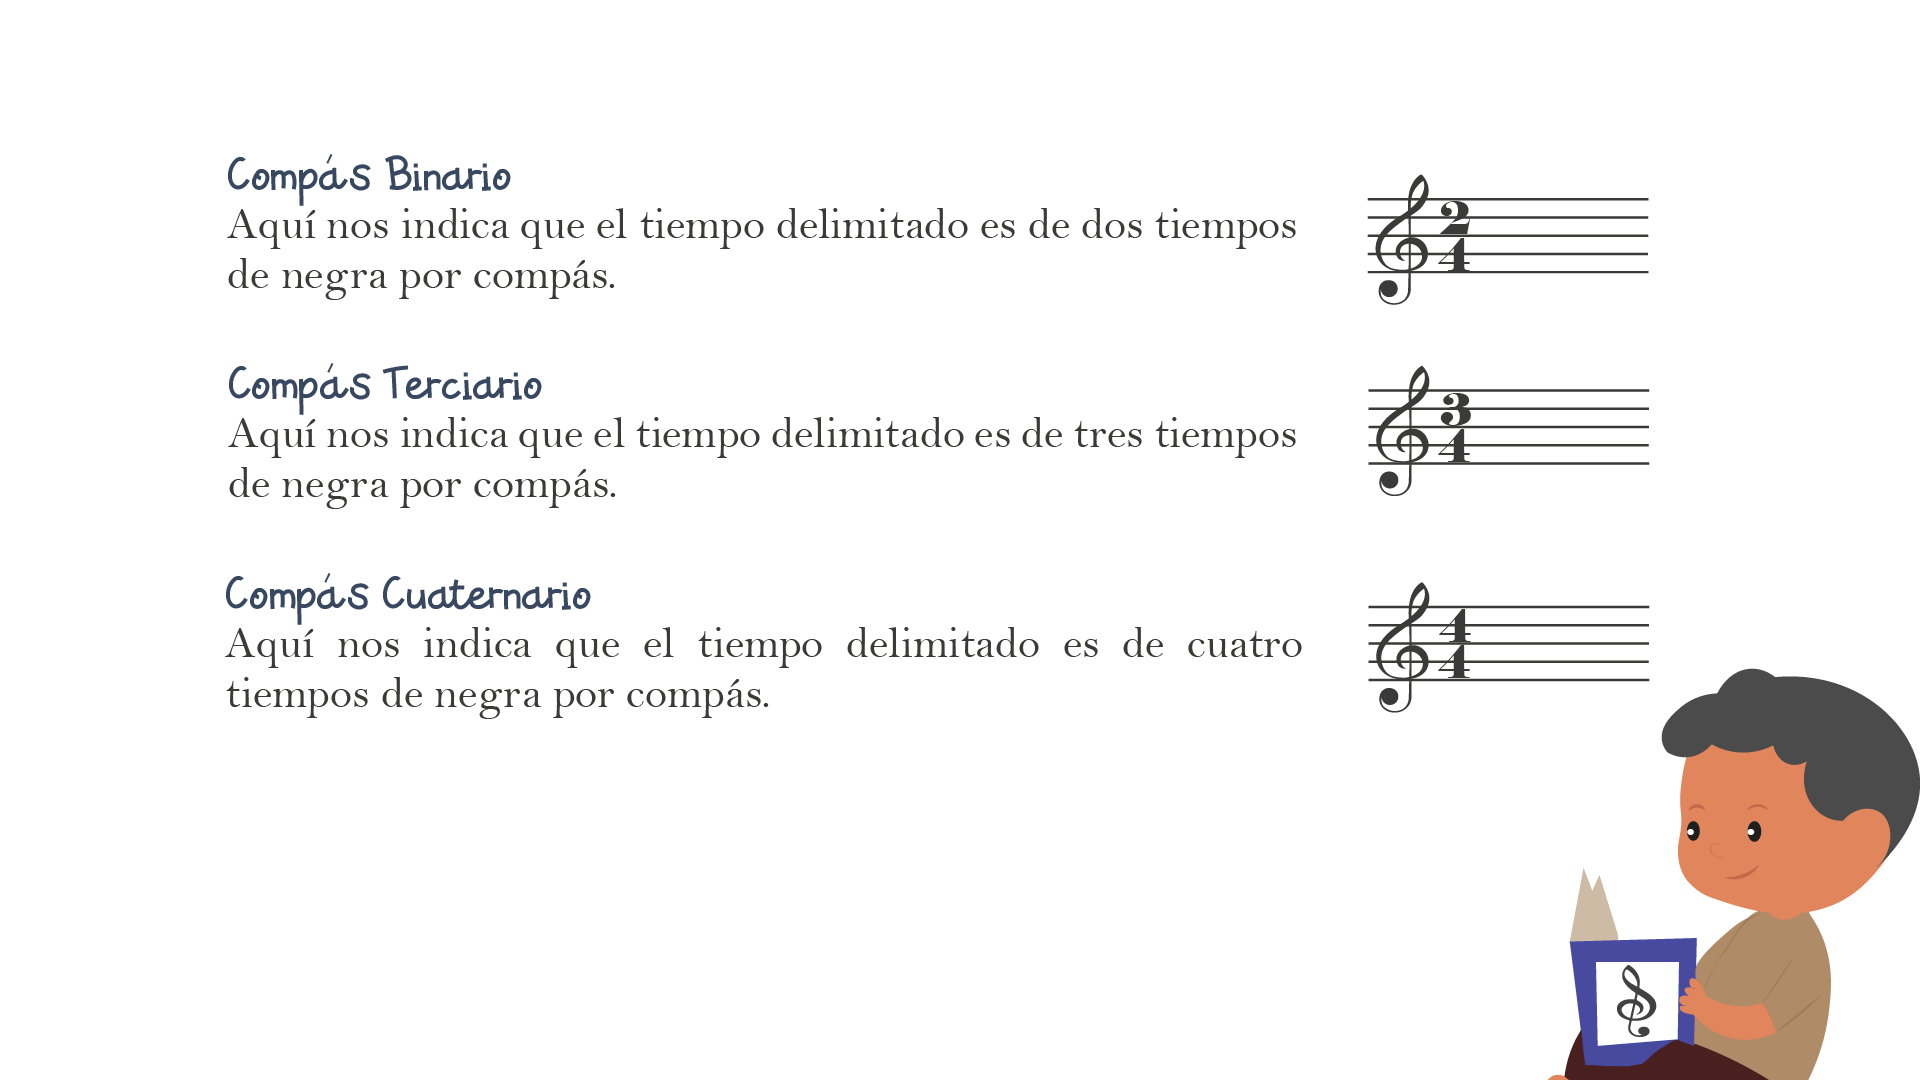 Compás Binario
Aquí nos indica que el tiempo delimitado es de dos tiempos
de negra por compás.
2
4
Compás Terciario
Aquí nos indica que el tiempo delimitado es de tres tiempos
de negra por compás.
3
4
Compás Cuaternario
Aquí nos indica que el tiempo delimitado es de cuatro
tiempos de negra por compás.
4
4